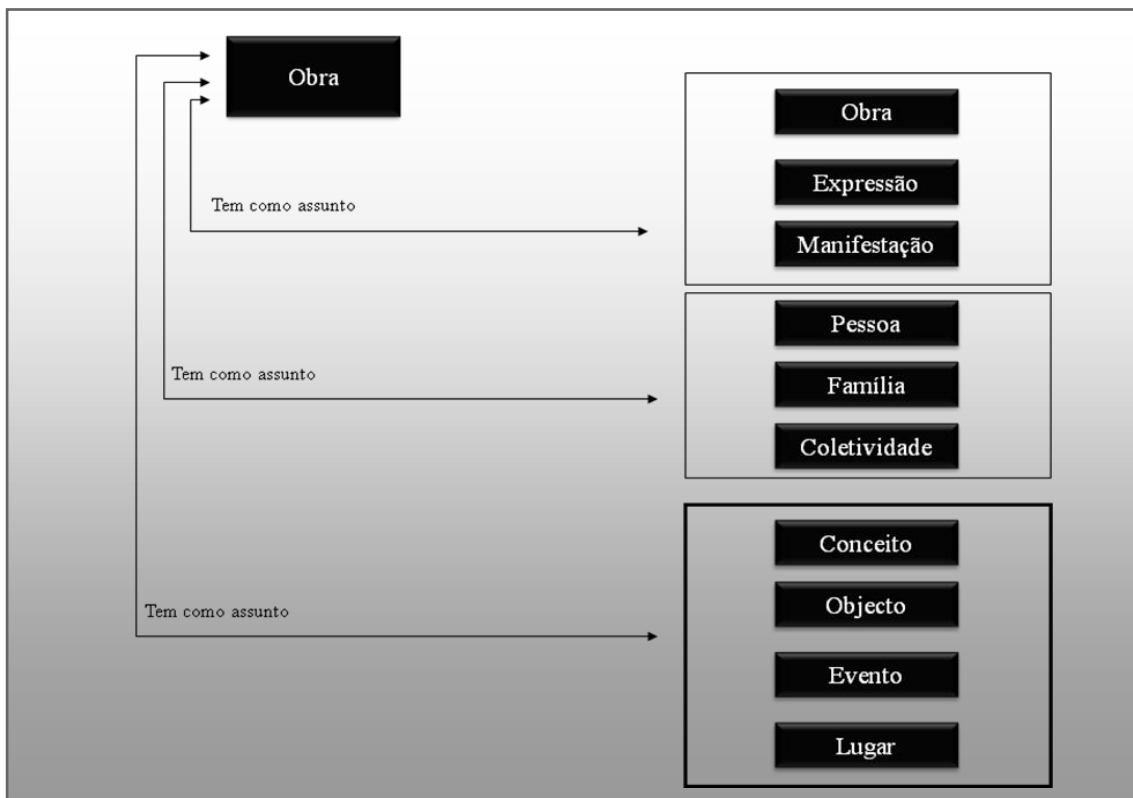 Obra
Obra
Expressão
Tem como assunto
Manifestação
Pessoa
Tem como assunto
Família
Coletividade
Conceito
Objecto
Tem como assunto
Evento
Lugar